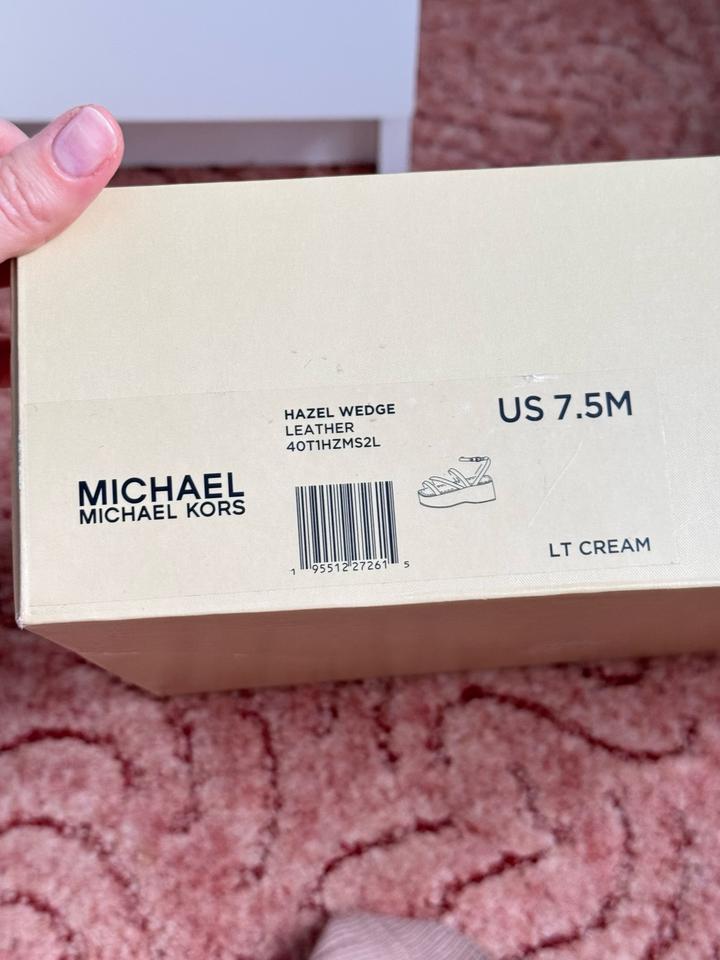 HAZEL WEDGE
LEATHER
40T1HZMS2L
US 7.5M
MICHAEL
MICHAEL KORS
1 95512 27261 5
LT CREAM